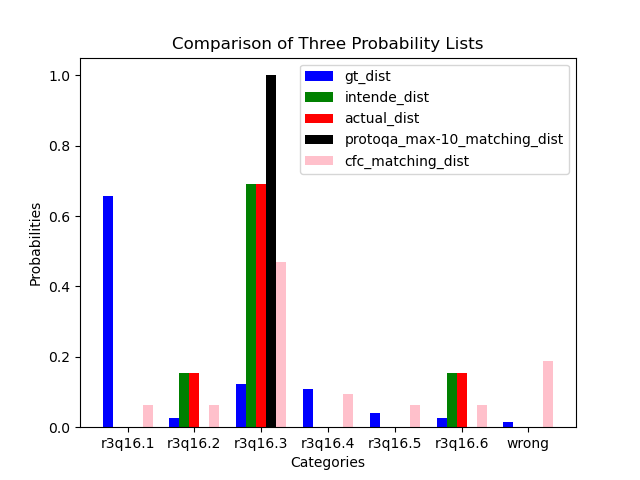 Comparison of Three Probability Lists
gt_dist
intende_dist
actual_dist
protoqa_max-10_matching_dist
cfc_matching_dist
1.0
0.8
0.6
0.4
0.2
0.0
Probabilities
r3q16.1 r3q16.2 r3q16.3 r3q16.4 r3q16.5 r3q16.6 wrong
Categories